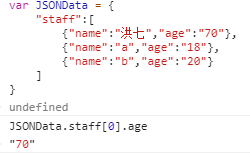 var JSONData = {
"staff":[
{"name":"洪七","age":"70"},
{"name":"a","age":"18"},
{"name":"b","age":"20"}
]
}
undefined
JSONData.staff[0].age
"70"